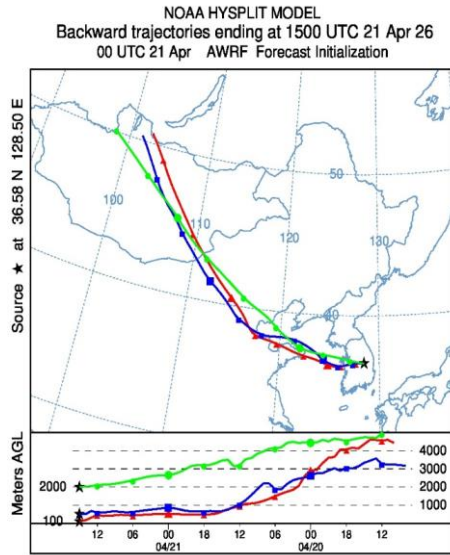 NOAA HYSPLIT MODEL
Backward trajectories ending at 1500 UTC 21 Apr 26
00 UTC 21 Apr AWRF Forecast Initialization
Source ★ at 36.58 N 128.50 E
50
100
110
120
130
40
Meters AGL
4000
3000
2000
2000
1000
100
12 06 00 18 12 06 00 18 12
04/21 04/20